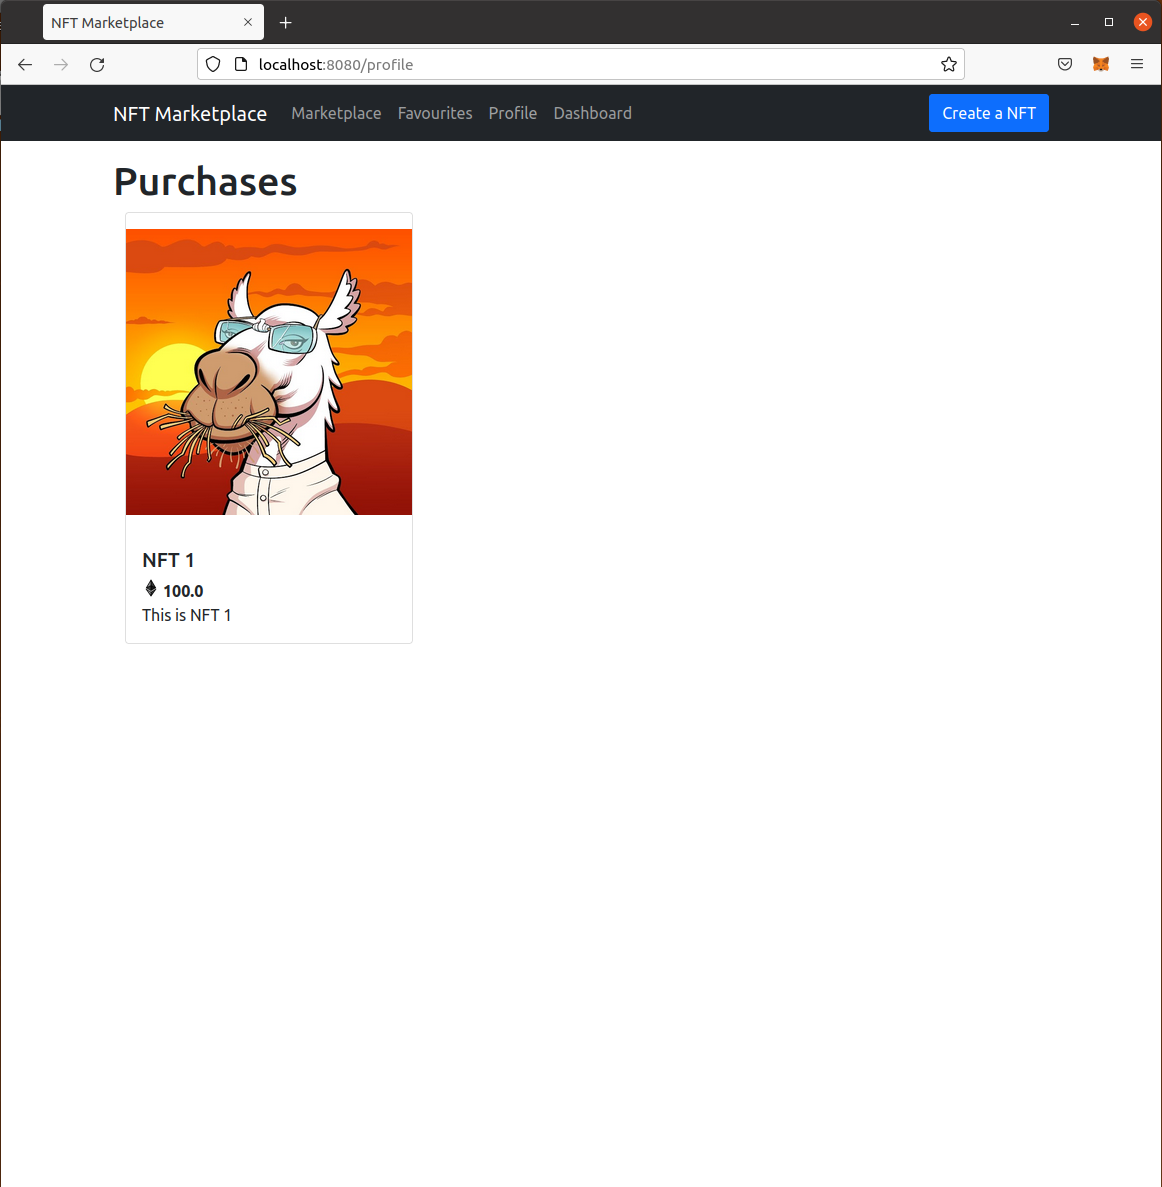 NFT Marketplace
localhost:8080/profile
NFT Marketplace Marketplace Favourites Profile Dashboard Create a NFT
Purchases
NFT 1
100.0
This is NFT 1